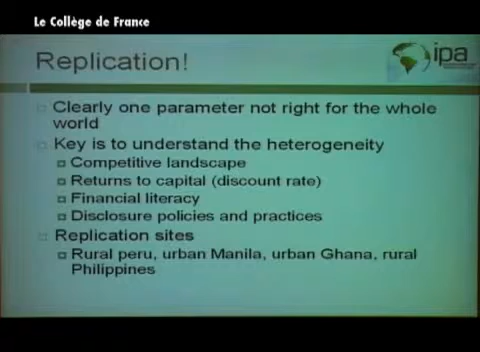 Le Collège de France
Replication!
ipa
Clearly one parameter not right for the whole
world
Key is to understand the heterogeneity
Competitive landscape
Returns to capital (discount rate)
Financial literacy
Disclosure policies and practices
Replication sites
Rural peru, urban Manila, urban Ghana, rural
Philippines